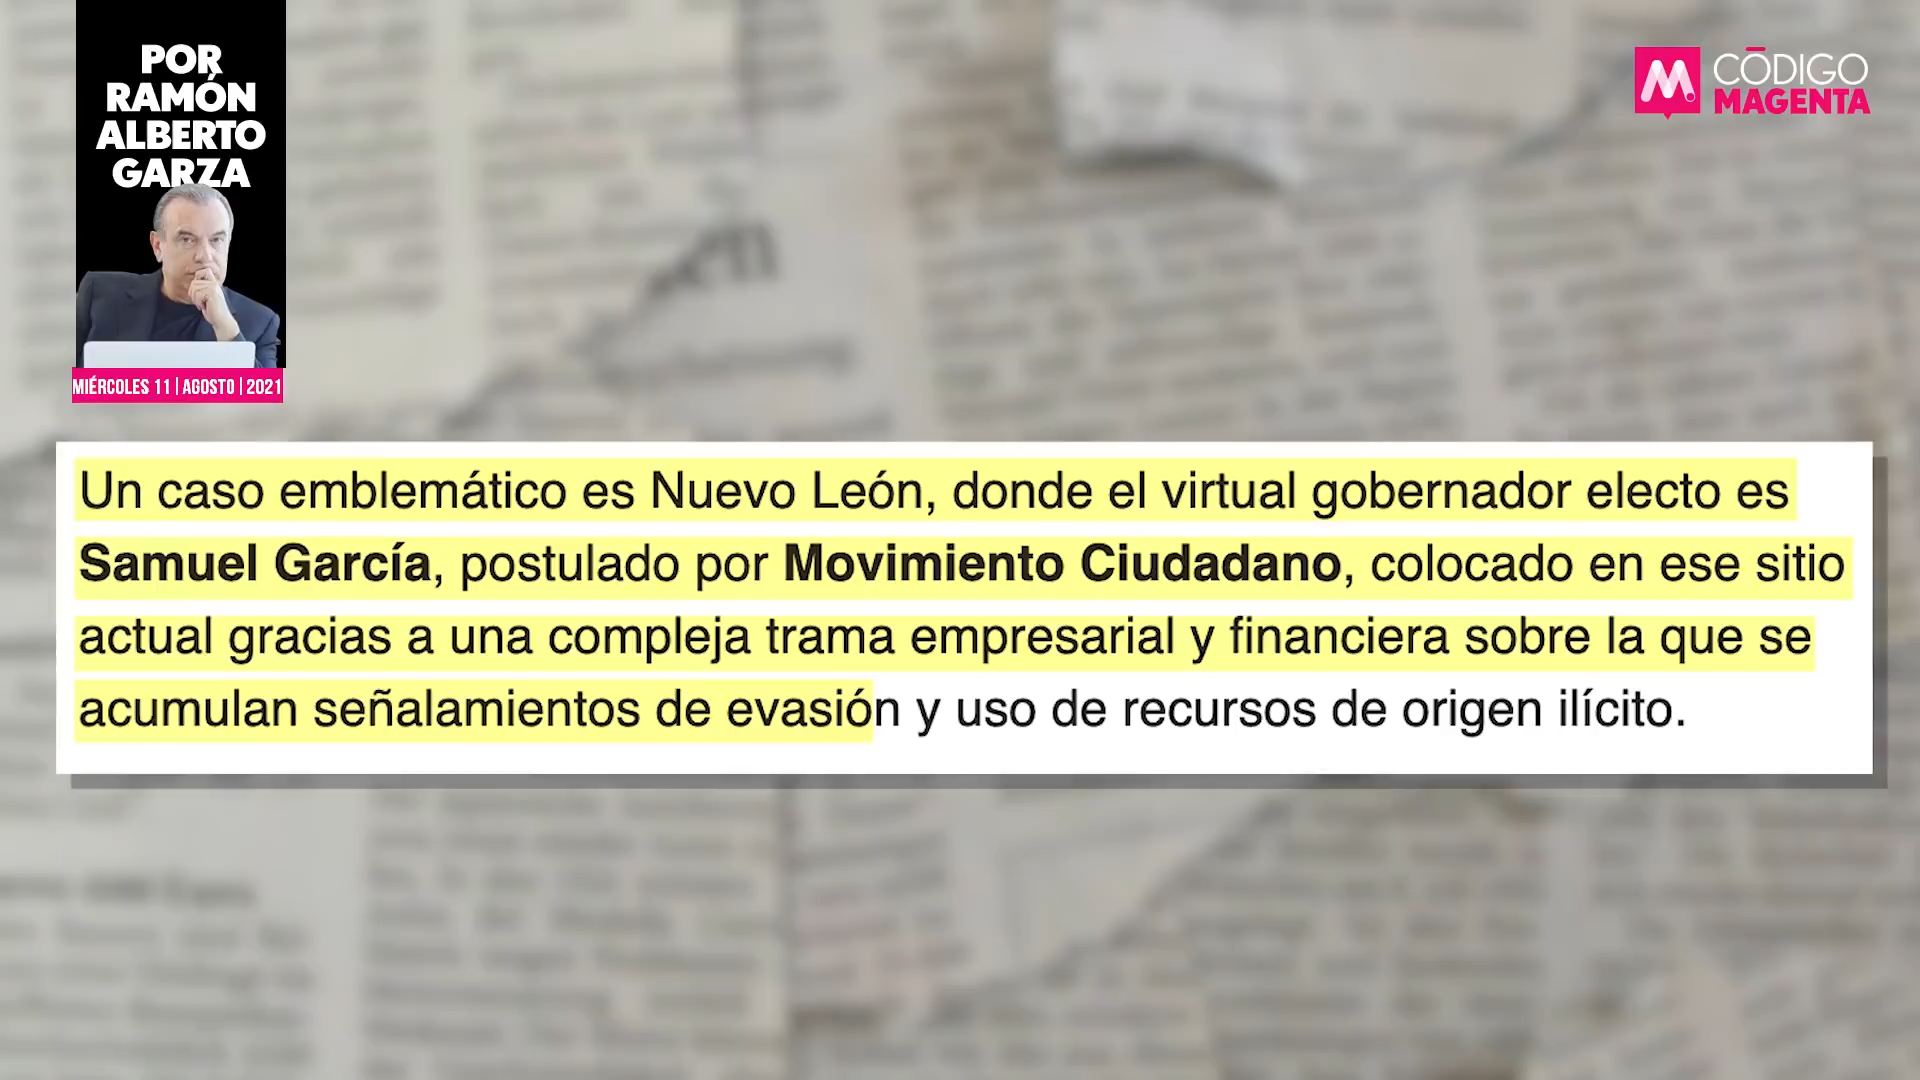 POR
RAMÓN
ALBERTO
GARZA
MIÉRCOLES 11 | AGOSTO | 2021
CÓDIGO
MAGENTA
Un caso emblemático es Nuevo León, donde el virtual gobernador electo es
Samuel García, postulado por Movimiento Ciudadano, colocado en ese sitio
actual gracias a una compleja trama empresarial y financiera sobre la que se
acumulan señalamientos de evasión y uso de recursos de origen ilícito.